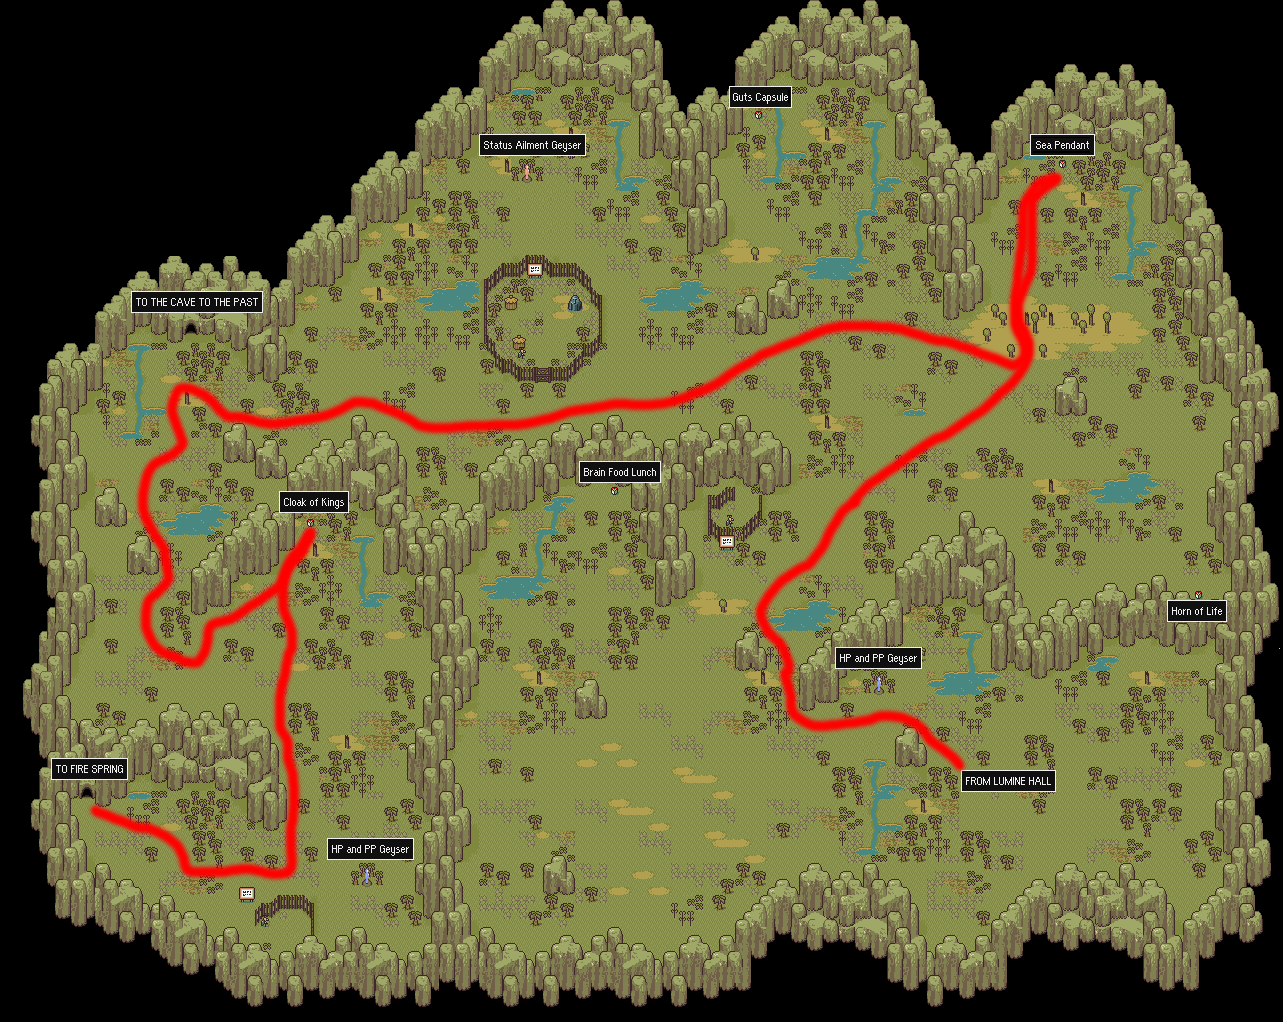 Guts Capsule
Status Ailment Geyser
Sea Pendant
TO THE CAVE TO THE PAST
Brain Food Lunch
Cloak of Kings
Horn of Life
HP and PP Geyser
TO FIRE SPRING
FROM LUMINE HALL
HP and PP Geyser